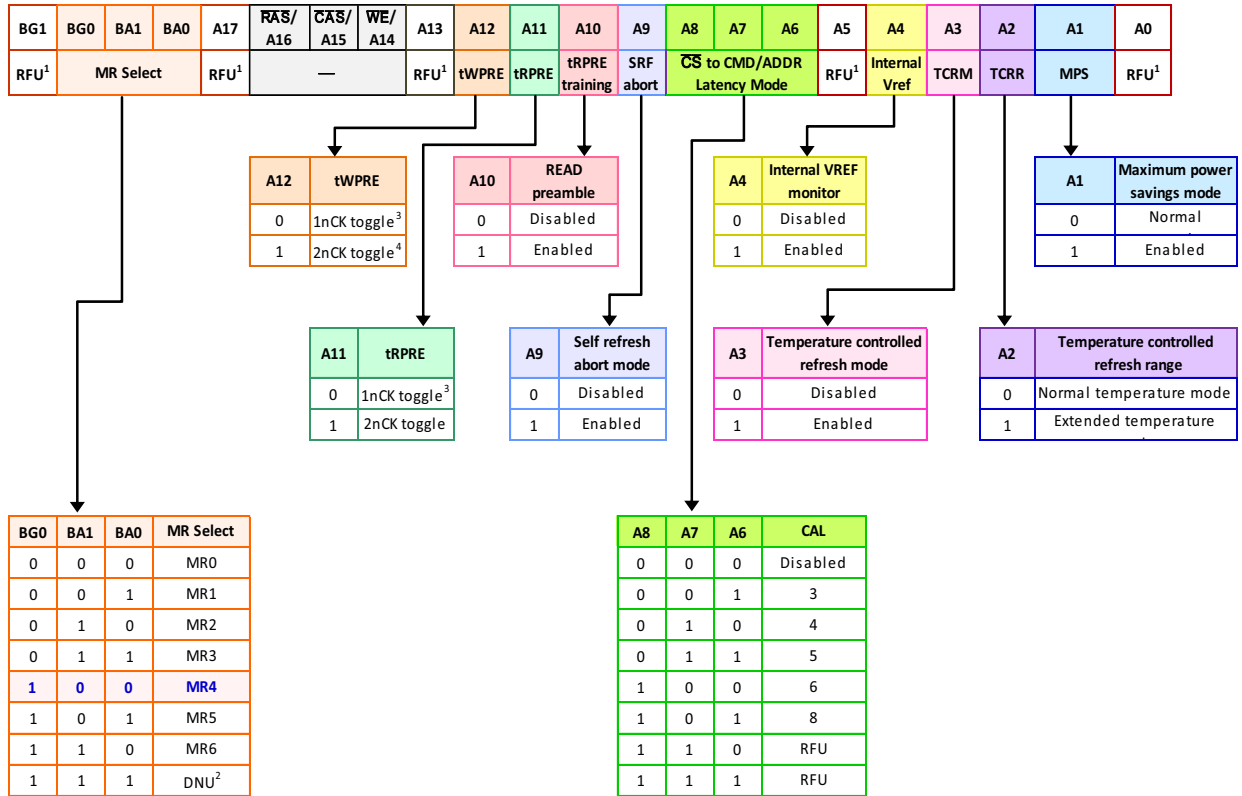 BG1 BG0 BA1 BA0 A17 RAS/ A16 CAS/ A15 WE/ A14 A13 A12 A11 A10 A9 A8 A7 A6 A5 A4 A3 A2 A1 A0
RFU1 MR Select RFU1 — RFU1 tWPRE tRPRE tRPRE training SRF abort CS to CMD/ADDR Latency Mode RFU1 Internal Vref TCRM TCRR MPS RFU1
A12 tWPRE
0 1nCK toggle3
1 2nCK toggle4
A10 READ preamble
0 Disabled
1 Enabled
A4 Internal VREF monitor
0 Disabled
1 Enabled
A1 Maximum power savings mode
0 Normal
1 Enabled
A11 tRPRE
0 1nCK toggle3
1 2nCK toggle
A9 Self refresh abort mode
0 Disabled
1 Enabled
A3 Temperature controlled refresh mode
0 Disabled
1 Enabled
A2 Temperature controlled refresh range
0 Normal temperature mode
1 Extended temperature
BG0 BA1 BA0 MR Select
0 0 0 MR0
0 0 1 MR1
0 1 0 MR2
0 1 1 MR3
1 0 0 MR4
1 0 1 MR5
1 1 0 MR6
1 1 1 DNU2
A8 A7 A6 CAL
0 0 0 Disabled
0 0 1 3
0 1 0 4
0 1 1 5
1 0 0 6
1 0 1 8
1 1 0 RFU
1 1 1 RFU